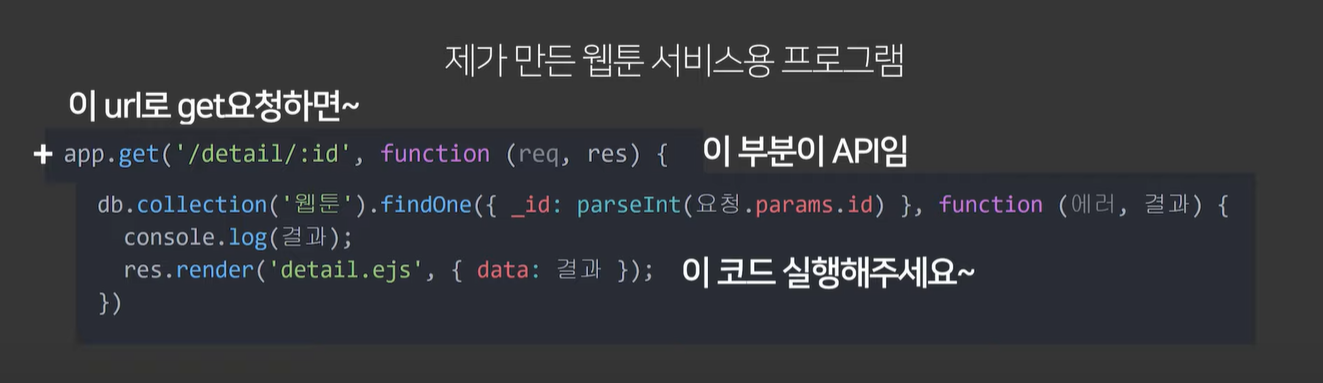 제가 만든 웹툰 서비스용 프로그램
이 url로 get요청하면~
+ app.get('/detail/:id', function (req, res) { 이 부분이 API임
db.collection('웹툰').findOne({ _id: parseInt(요청.params.id) }, function (에러, 결과) {
console.log(결과);
res.render('detail.ejs', { data: 결과 }); 이 코드 실행해주세요~
})